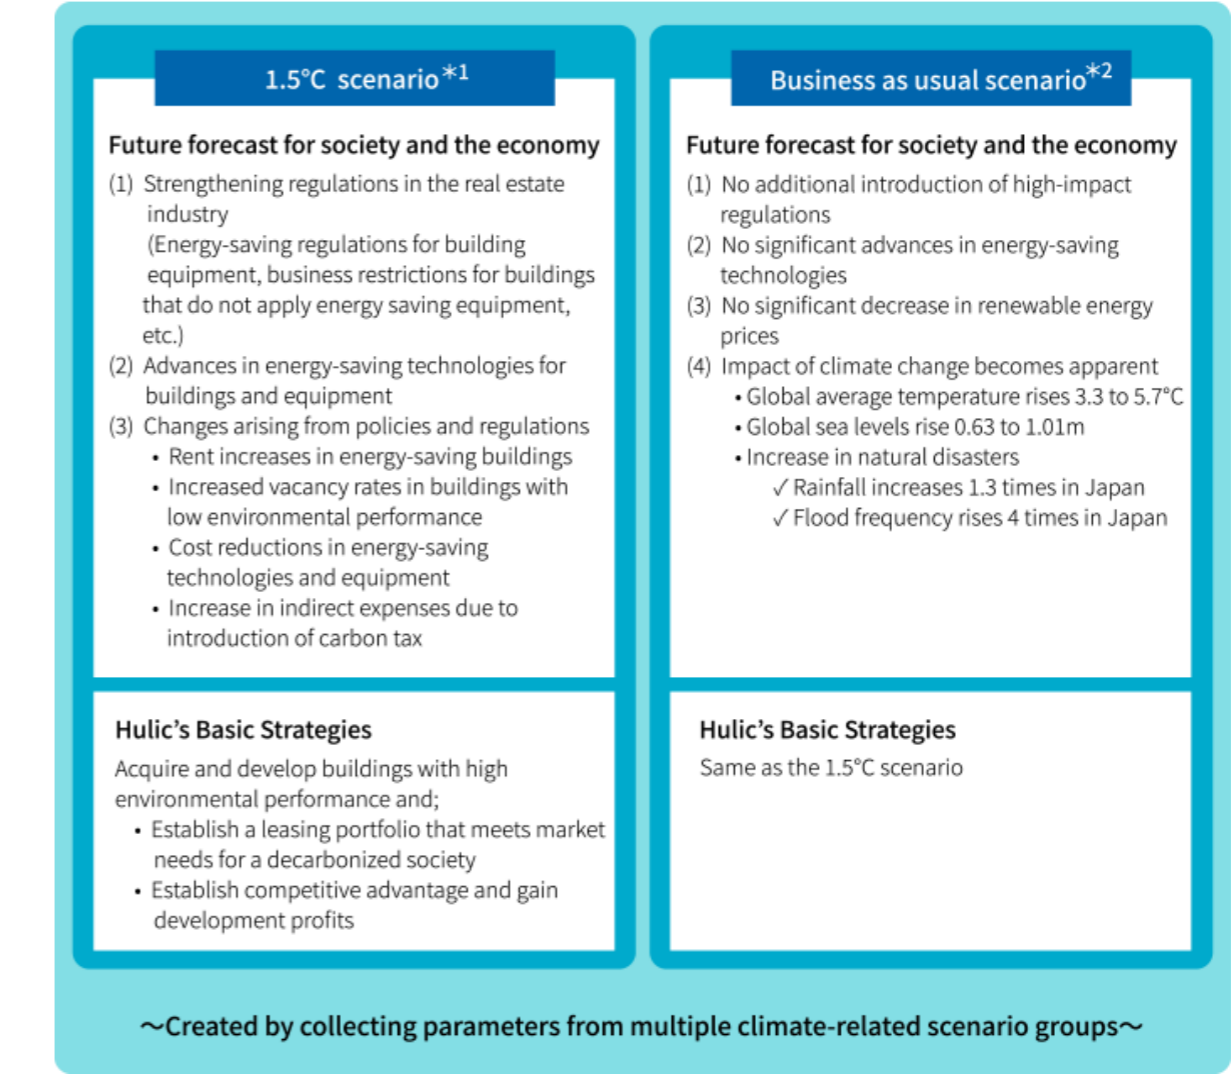 1.5°C scenario*1
Future forecast for society and the economy
(1) Strengthening regulations in the real estate
industry
(Energy-saving regulations for building
equipment, business restrictions for buildings
that do not apply energy saving equipment,
etc.)
(2) Advances in energy-saving technologies for
buildings and equipment
(3) Changes arising from policies and regulations
• Rent increases in energy-saving buildings
• Increased vacancy rates in buildings with
low environmental performance
• Cost reductions in energy-saving
technologies and equipment
• Increase in indirect expenses due to
introduction of carbon tax
Hulic’s Basic Strategies
Acquire and develop buildings with high
environmental performance and;
• Establish a leasing portfolio that meets market
needs for a decarbonized society
• Establish competitive advantage and gain
development profits
Business as usual scenario*2
Future forecast for society and the economy
(1) No additional introduction of high-impact
regulations
(2) No significant advances in energy-saving
technologies
(3) No significant decrease in renewable energy
prices
(4) Impact of climate change becomes apparent
• Global average temperature rises 3.3 to 5.7°C
• Global sea levels rise 0.63 to 1.01m
• Increase in natural disasters
✓ Rainfall increases 1.3 times in Japan
✓ Flood frequency rises 4 times in Japan
Hulic’s Basic Strategies
Same as the 1.5°C scenario
～Created by collecting parameters from multiple climate-related scenario groups～